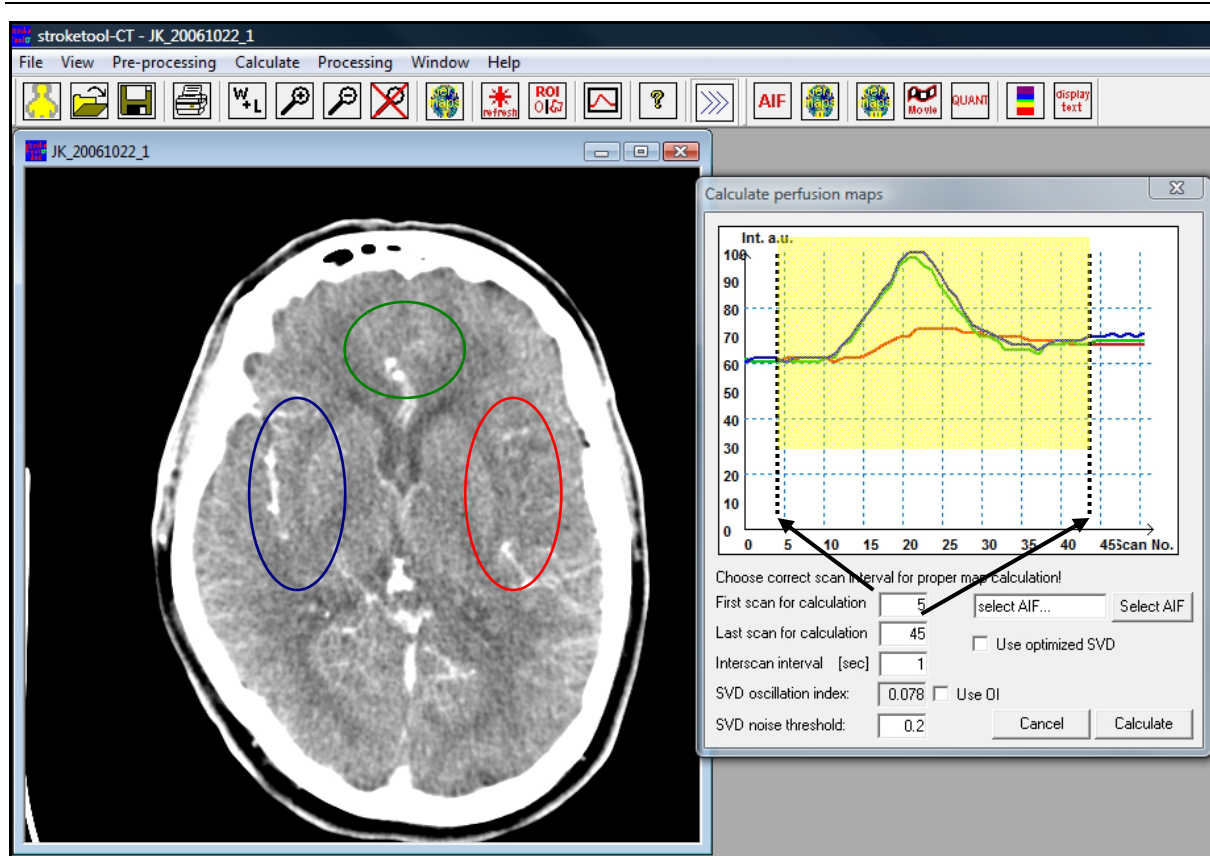 stroketool-CT - JK_20061022_1
File View Pre-processing Calculate Processing Window Help
W+L refresh ROI AIF maps maps Movie QUANT display text
JK_20061022_1
Calculate perfusion maps
Int. a.u.
100
90
80
70
60
50
40
30
20
10
0
0 5 10 15 20 25 30 35 40 45 Scan No.
Choose correct scan interval for proper map calculation!
First scan for calculation 5 select AIF... Select AIF
Last scan for calculation 45 Use optimized SVD
Interscan interval [sec] 1
SVD oscillation index: 0.078 Use OI
SVD noise threshold: 0.2 Cancel Calculate